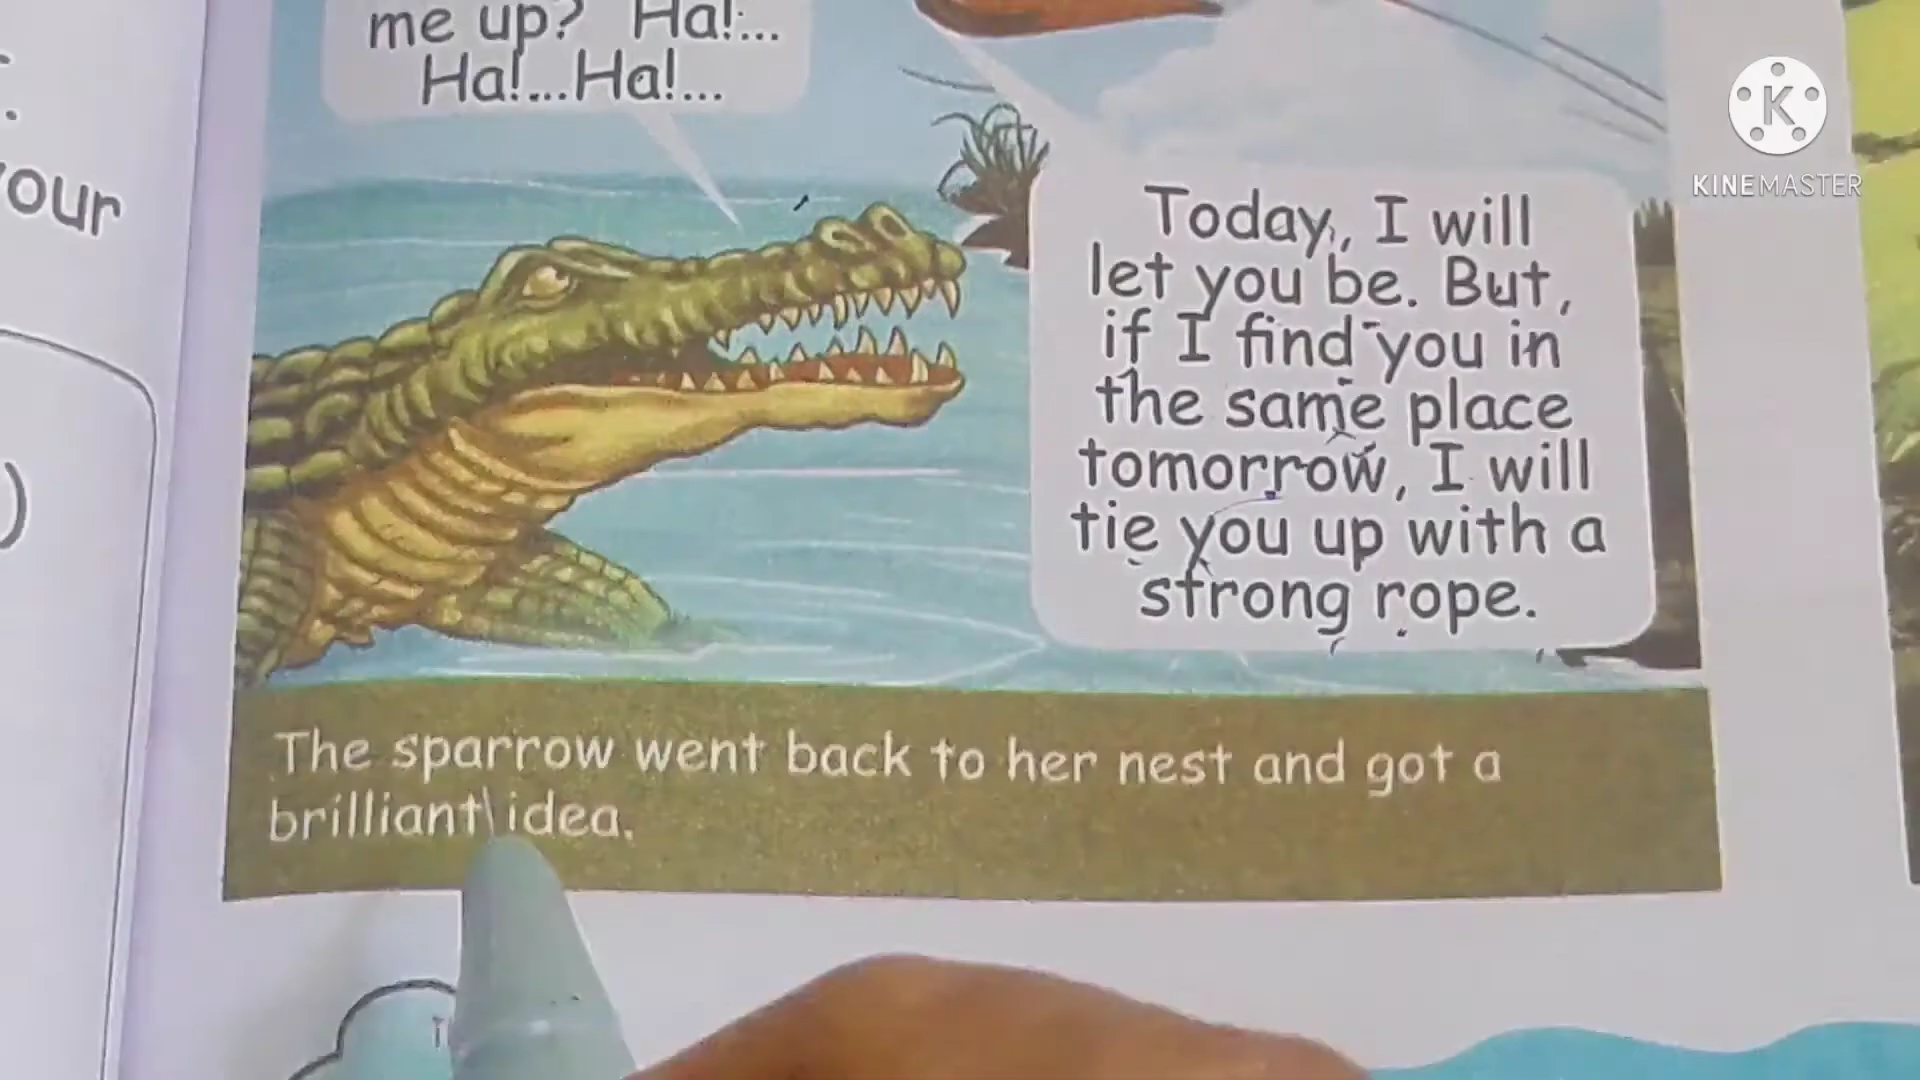 me up? Ha!...
Ha!...Ha!...
our
)
Today, I will
let you be. But,
if I find you in
the same place
tomorrow, I will
tie you up with a
strong rope.
The sparrow went back to her nest and got a
brilliant idea.
KINEMASTER